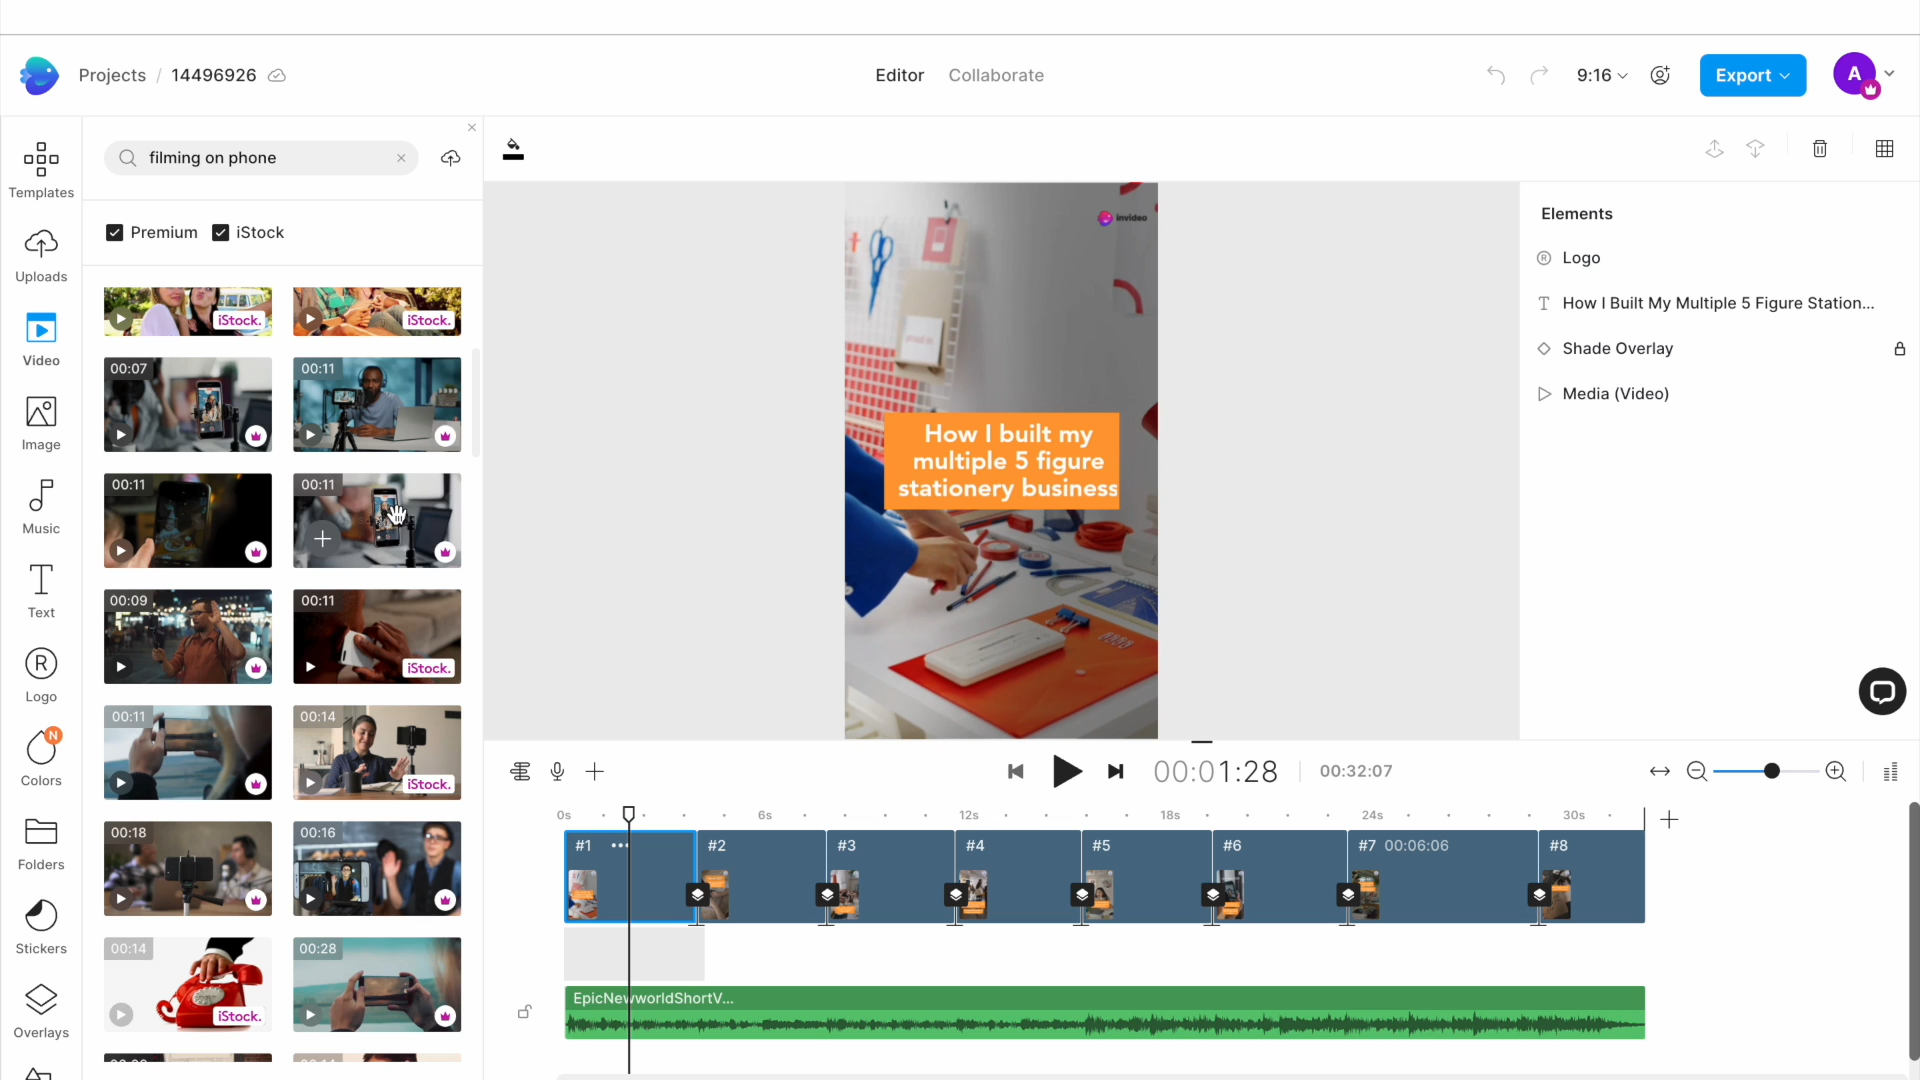 Projects / 14496926
Editor
Collaborate
9:16
Export
A
Templates
Uploads
Video
Image
Music
Text
Logo
N
Colors
Folders
Stickers
Overlays
filming on phone
Premium
iStock
iStock.
iStock.
00:07
00:11
00:11
00:11
00:09
00:11
iStock.
00:11
00:14
iStock.
00:18
00:16
00:14
iStock.
00:28
invideo
How I built my
multiple 5 figure
stationery business
Elements
Logo
How I Built My Multiple 5 Figure Station...
Shade Overlay
Media (Video)
00:01:28
00:32:07
0s
6s
12s
18s
24s
30s
#1
#2
#3
#4
#5
#6
#7 00:06:06
#8
EpicNewworldShortV...